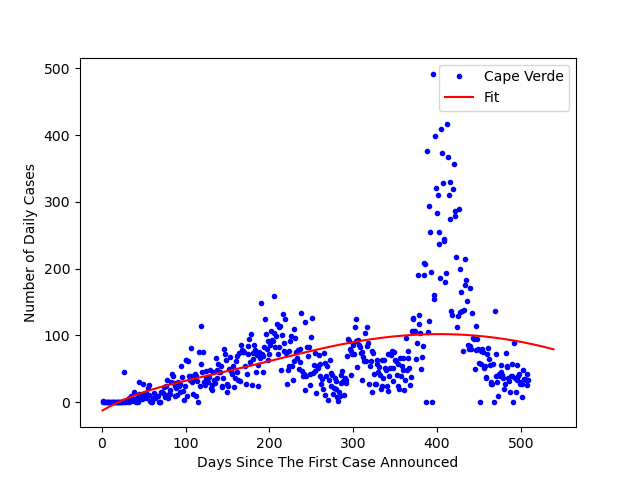 500
400
300
200
100
0
Number of Daily Cases
Cape Verde
Fit
0 100 200 300 400 500
Days Since The First Case Announced